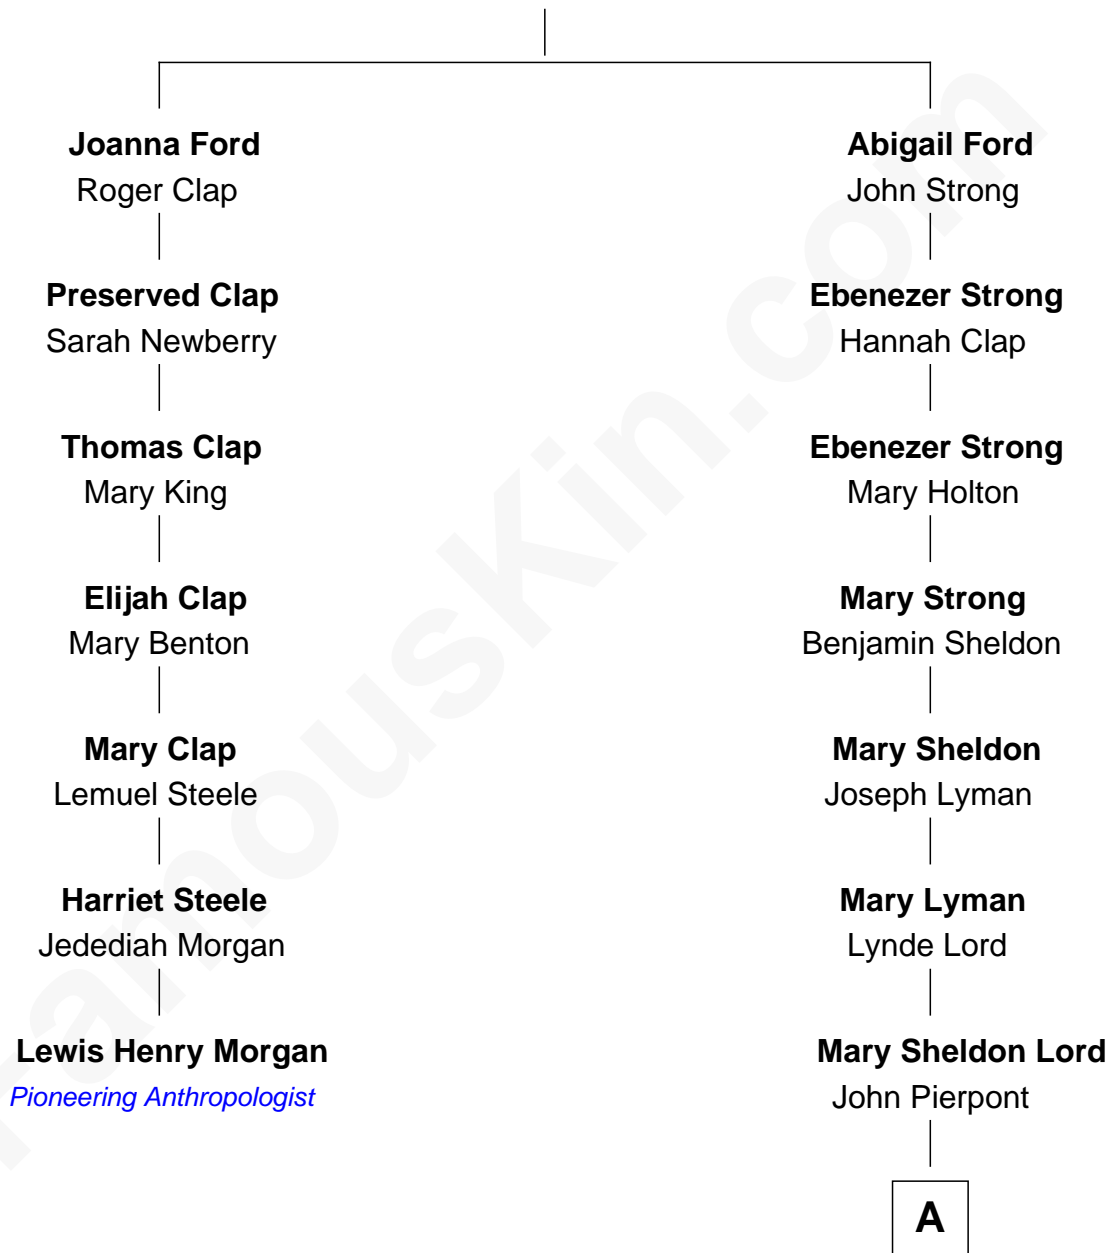 Joanna Ford
Roger Clap
Abigail Ford
John Strong
Preserved Clap
Sarah Newberry
Ebenezer Strong
Hannah Clap
Thomas Clap
Mary King
Ebenezer Strong
Mary Holton
Elijah Clap
Mary Benton
Mary Strong
Benjamin Sheldon
Mary Clap
Lemuel Steele
Mary Sheldon
Joseph Lyman
Harriet Steele
Jedediah Morgan
Mary Lyman
Lynde Lord
Lewis Henry Morgan
Pioneering Anthropologist
Mary Sheldon Lord
John Pierpont
A
FamousKin.com